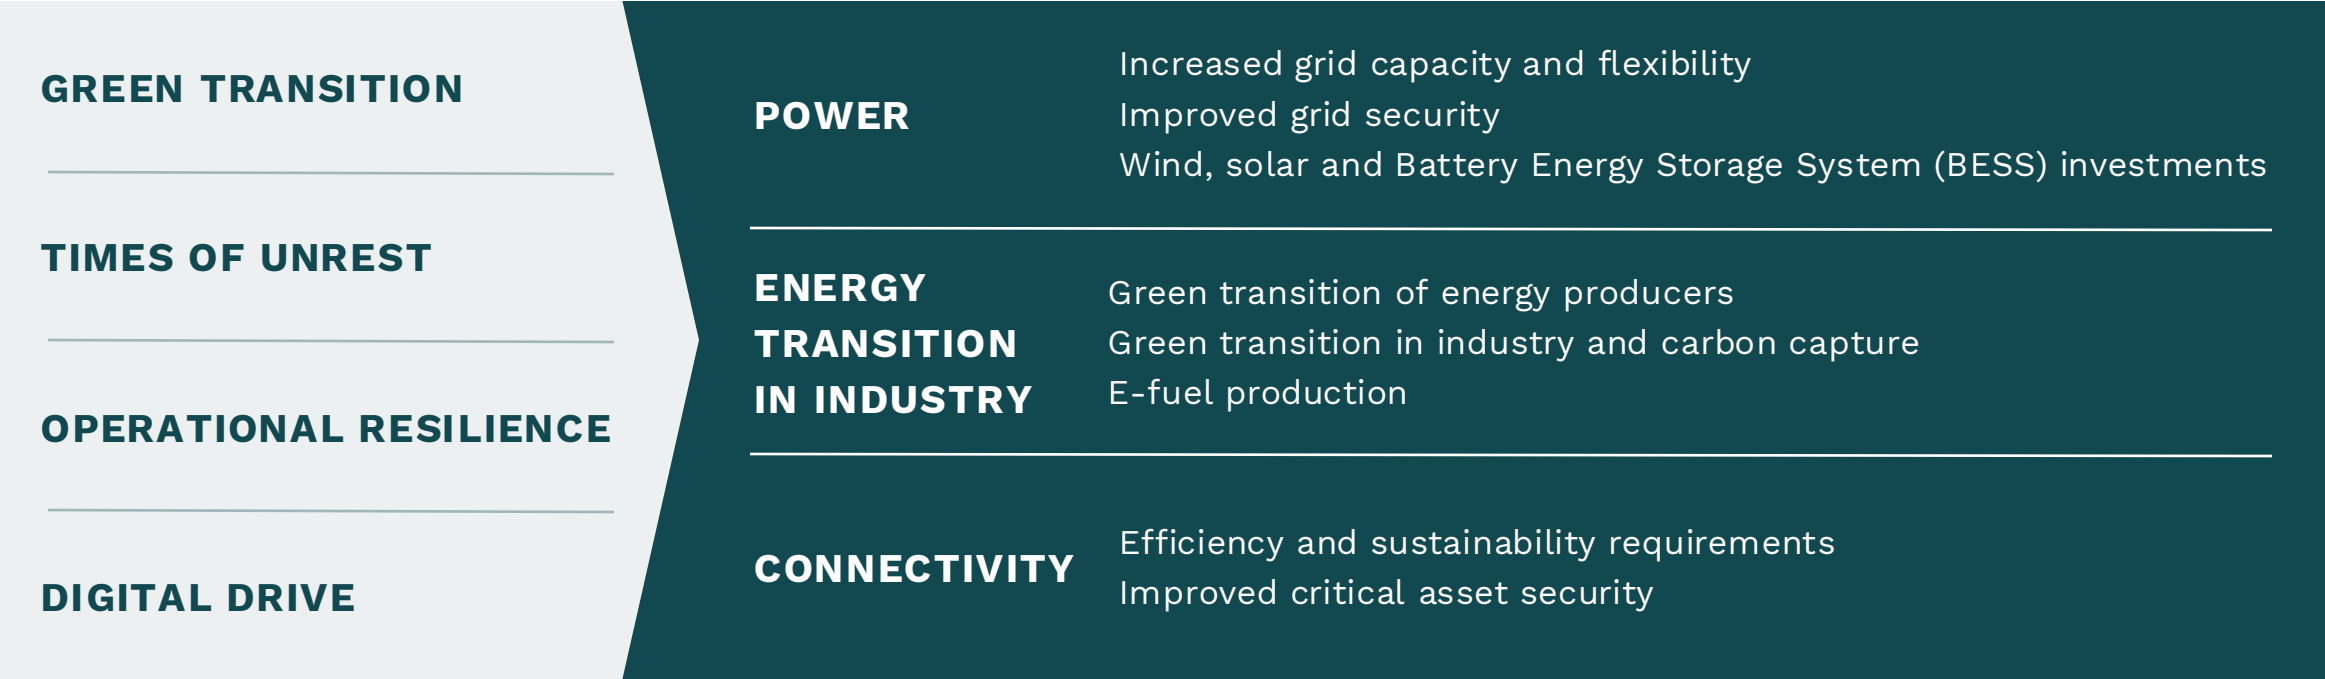 GREEN TRANSITION
TIMES OF UNREST
OPERATIONAL RESILIENCE
DIGITAL DRIVE
POWER
Increased grid capacity and flexibility
Improved grid security
Wind, solar and Battery Energy Storage System (BESS) investments
ENERGY
TRANSITION
IN INDUSTRY
Green transition of energy producers
Green transition in industry and carbon capture
E-fuel production
CONNECTIVITY
Efficiency and sustainability requirements
Improved critical asset security